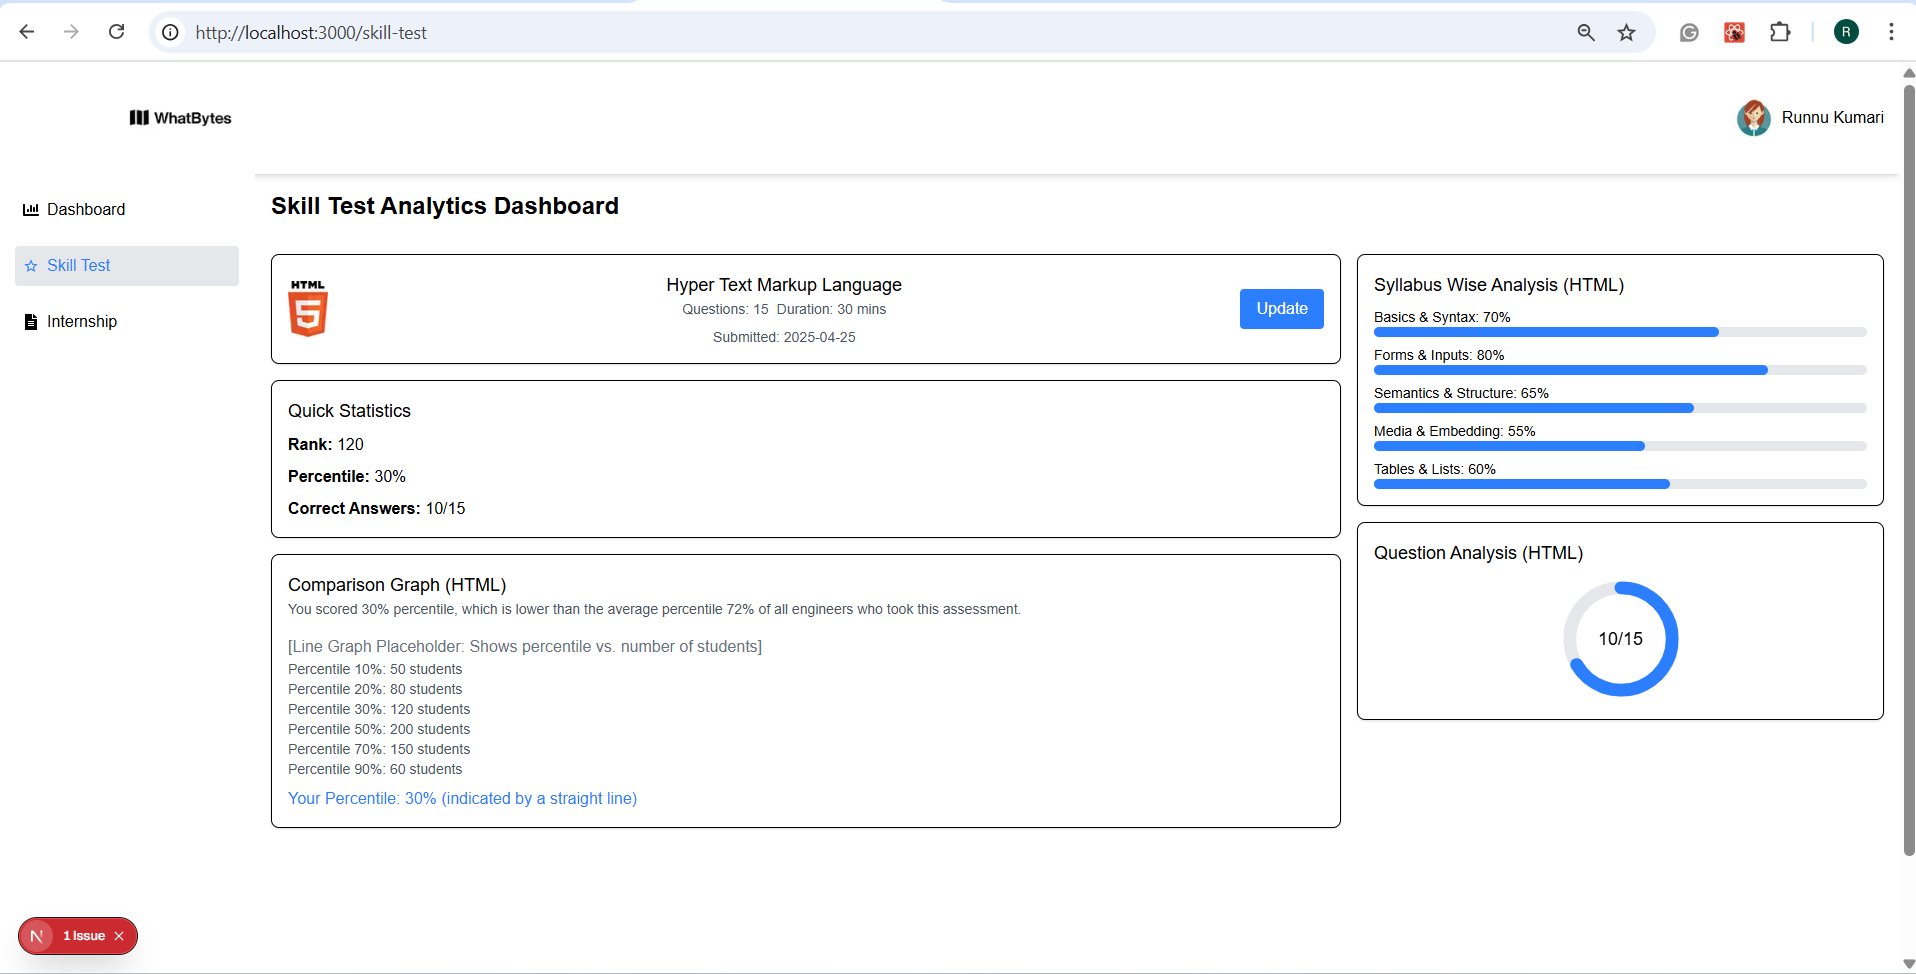 http://localhost:3000/skill-test
R
WhatBytes
Runnu Kumari
Dashboard
Skill Test
Internship
Skill Test Analytics Dashboard
HTML
5
Hyper Text Markup Language
Questions: 15 Duration: 30 mins
Submitted: 2025-04-25
Update
Quick Statistics
Rank: 120
Percentile: 30%
Correct Answers: 10/15
Comparison Graph (HTML)
You scored 30% percentile, which is lower than the average percentile 72% of all engineers who took this assessment.
[Line Graph Placeholder: Shows percentile vs. number of students]
Percentile 10%: 50 students
Percentile 20%: 80 students
Percentile 30%: 120 students
Percentile 50%: 200 students
Percentile 70%: 150 students
Percentile 90%: 60 students
Your Percentile: 30% (indicated by a straight line)
Syllabus Wise Analysis (HTML)
Basics & Syntax: 70%
Forms & Inputs: 80%
Semantics & Structure: 65%
Media & Embedding: 55%
Tables & Lists: 60%
Question Analysis (HTML)
10/15
N
1 Issue